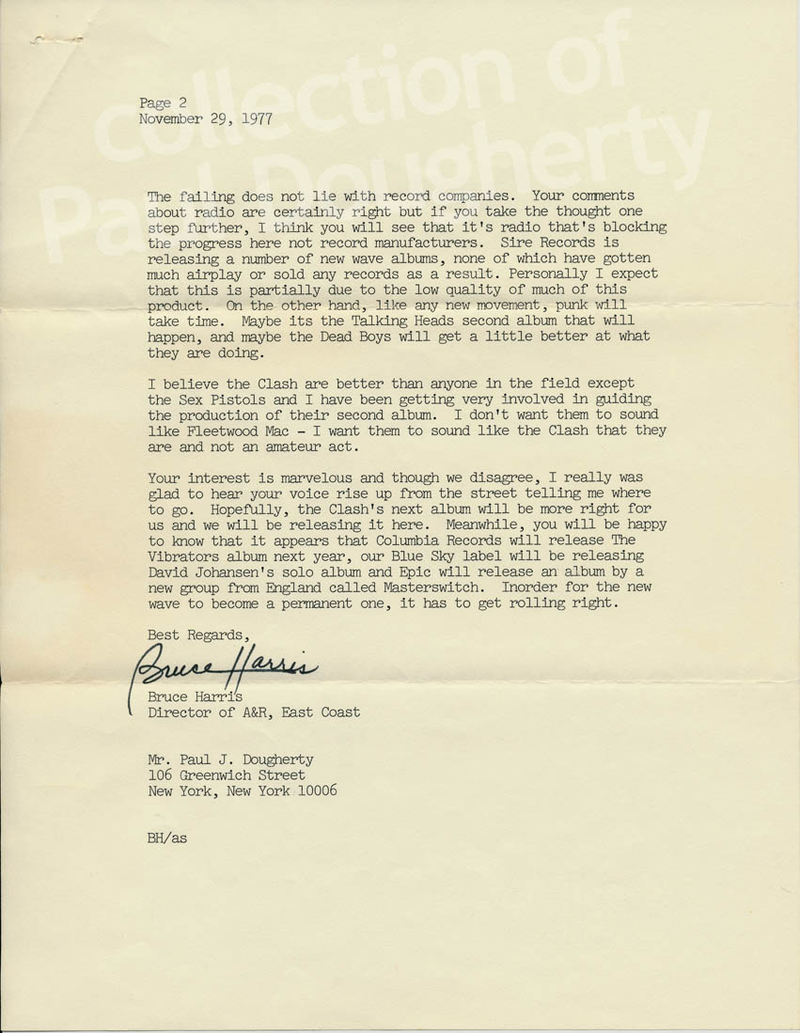 collection of
Paul Dougherty
Page 2
November 29, 1977
The failing does not lie with record companies. Your comments
about radio are certainly right but if you take the thought one
step further, I think you will see that it's radio that's blocking
the progress here not record manufacturers. Sire Records is
releasing a number of new wave albums, none of which have gotten
much airplay or sold any records as a result. Personally I expect
that this is partially due to the low quality of much of this
product. On the other hand, like any new movement, punk will
take time. Maybe its the Talking Heads second album that will
happen, and maybe the Dead Boys will get a little better at what
they are doing.
I believe the Clash are better than anyone in the field except
the Sex Pistols and I have been getting very involved in guiding
the production of their second album. I don't want them to sound
like Fleetwood Mac - I want them to sound like the Clash that they
are and not an amateur act.
Your interest is marvelous and though we disagree, I really was
glad to hear your voice rise up from the street telling me where
to go. Hopefully, the Clash's next album will be more right for
us and we will be releasing it here. Meanwhile, you will be happy
to know that it appears that Columbia Records will release The
Vibrators album next year, our Blue Sky label will be releasing
David Johansen's solo album and Epic will release an album by a
new group from England called Masterswitch. Inorder for the new
wave to become a permanent one, it has to get rolling right.
Best Regards,
Bruce Harris
Bruce Harris
Director of A&R, East Coast
Mr. Paul J. Dougherty
106 Greenwich Street
New York, New York 10006
BH/as